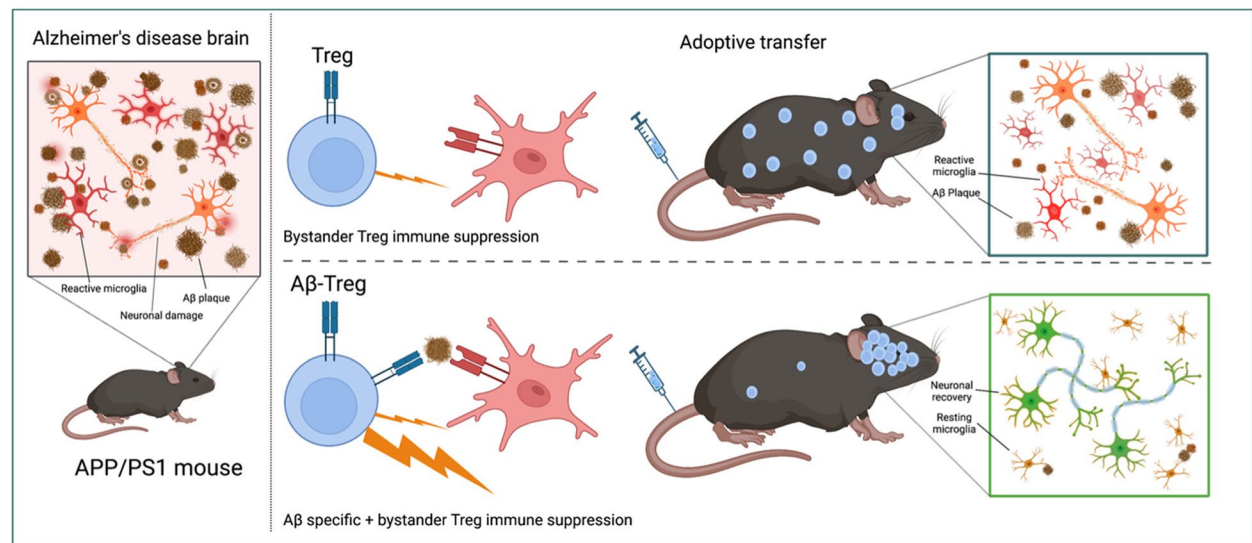 Alzheimer's disease brain
Reactive microglia
Neuronal damage
Aβ plaque
APP/PS1 mouse
Treg
Bystander Treg immune suppression
Adoptive transfer
Reactive
microglia
Aβ Plaque
Aβ-Treg
Aβ specific + bystander Treg immune suppression
Neuronal
recovery
Resting
microglia